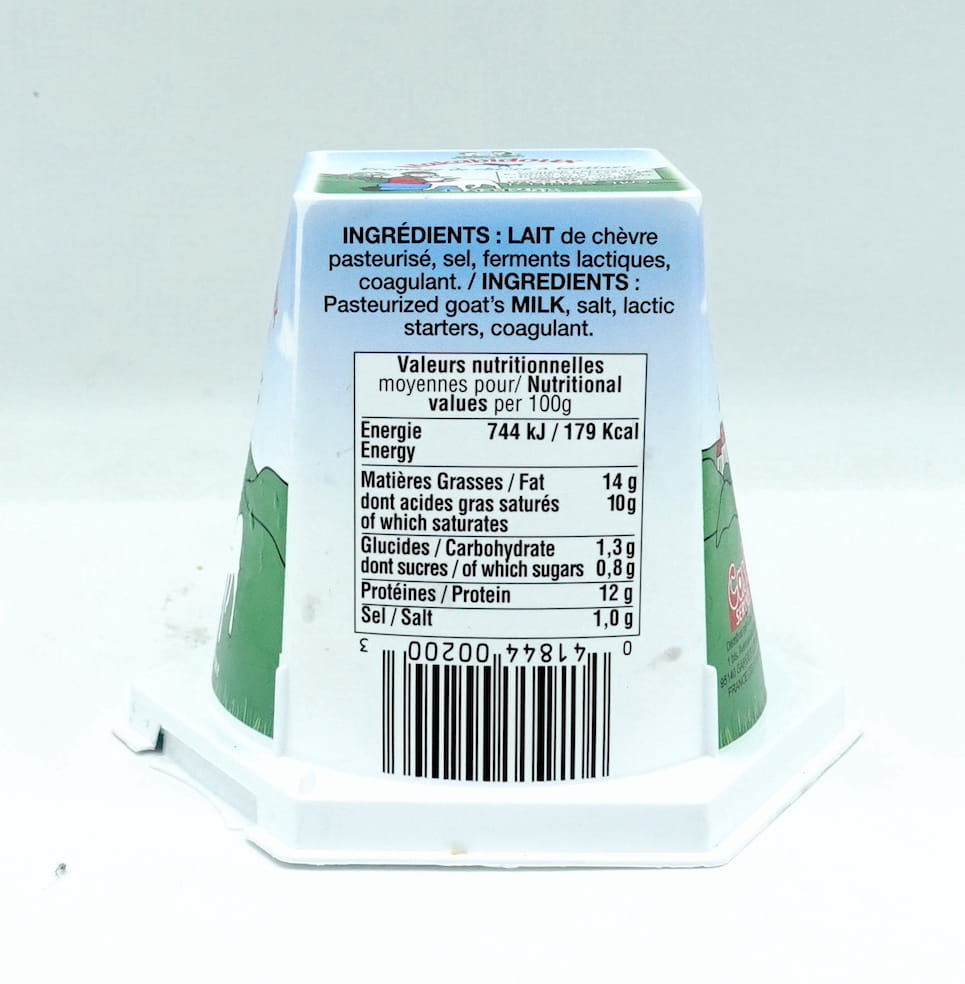 INGRÉDIENTS : LAIT de chèvre
pasteurisé, sel, ferments lactiques,
coagulant. / INGREDIENTS :
Pasteurized goat's MILK, salt, lactic
starters, coagulant.
Valeurs nutritionnelles
moyennes pour/ Nutritional
values per 100g
Energie 744 kJ / 179 Kcal
Energy
Matières Grasses / Fat 14 g
dont acides gras saturés 10g
of which saturates
Glucides / Carbohydrate 1,3 g
dont sucres / of which sugars 0,8 g
Protéines / Protein 12 g
Sel / Salt 1,0 g
0 41844 00200 3
FRANCE